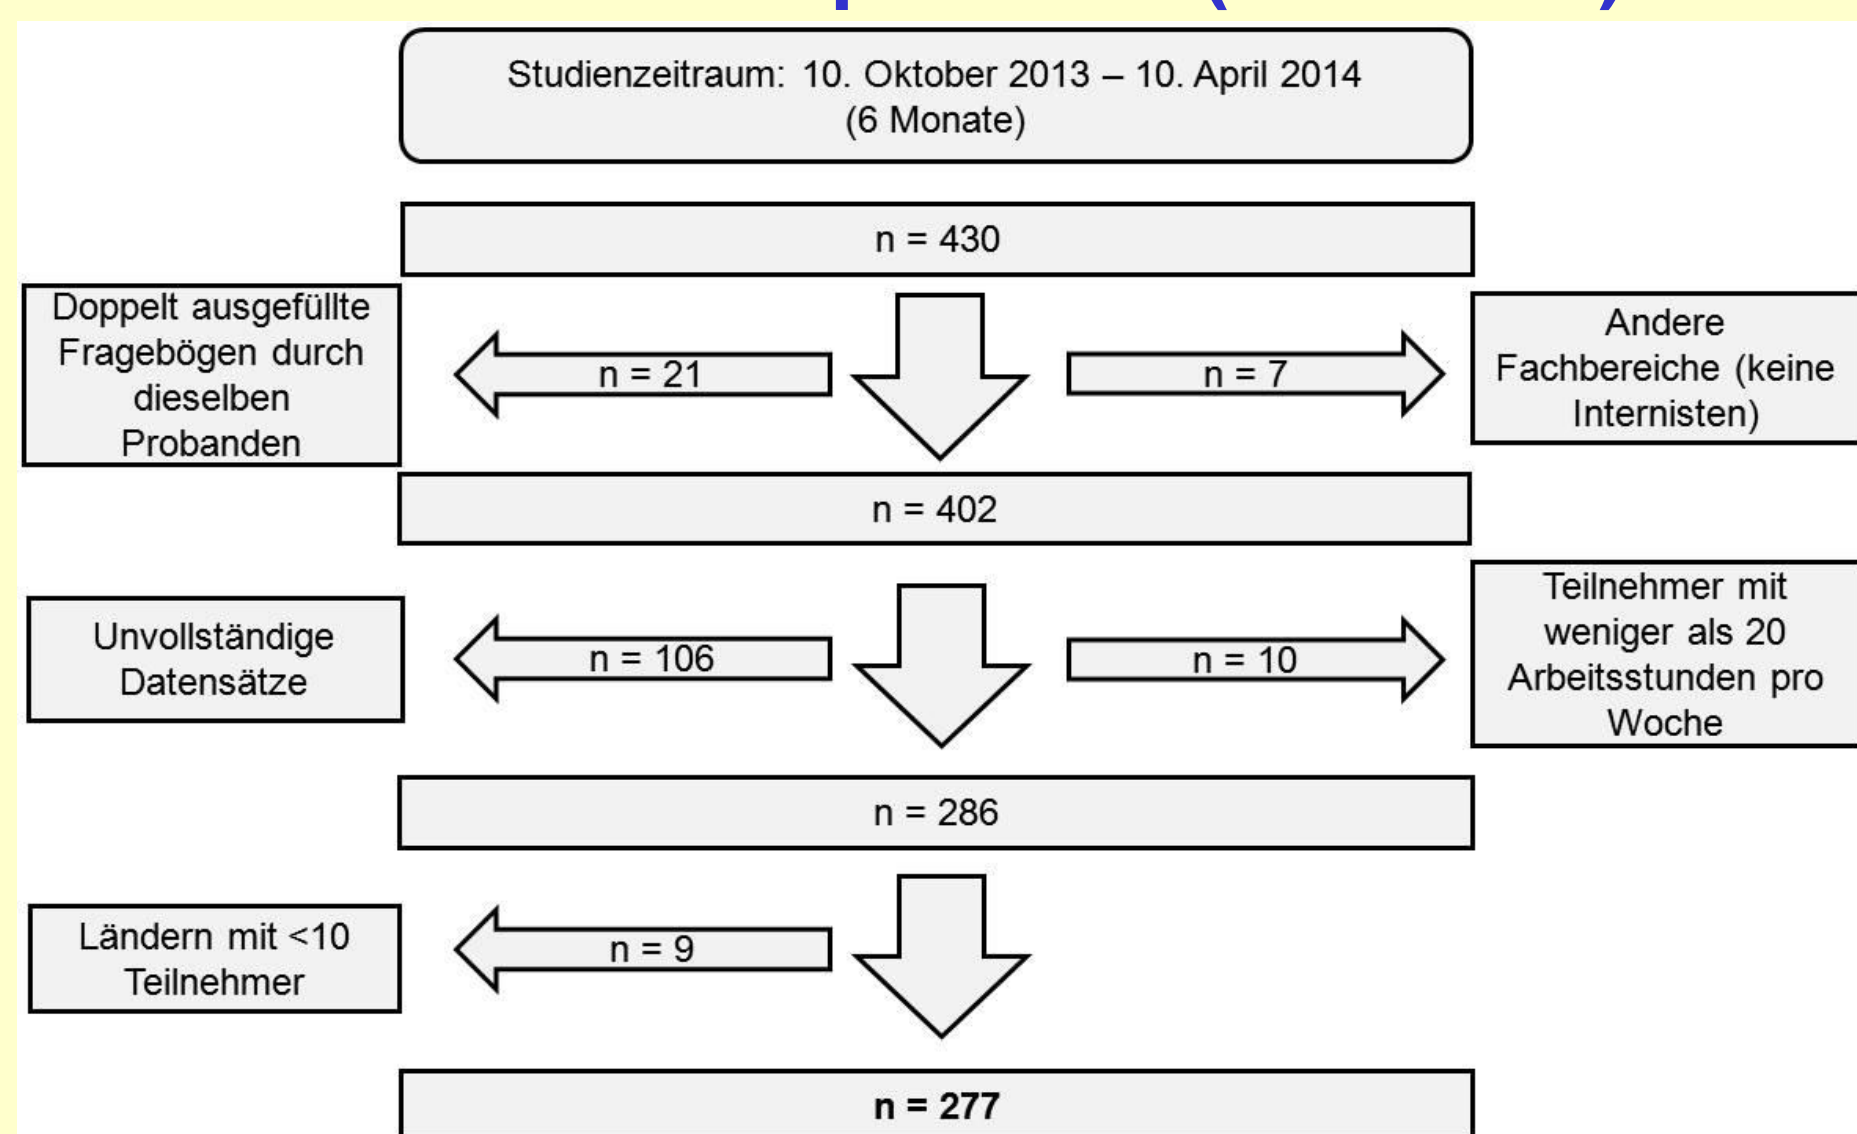 Studienzeitraum: 10. Oktober 2013 – 10. April 2014
(6 Monate)
n = 430
Doppelt ausgefüllte
Fragebögen durch
dieselben
Probanden
n = 21
n = 7
Andere
Fachbereiche (keine
Internisten)
n = 402
Unvollständige
Datensätze
n = 106
n = 10
Teilnehmer mit
weniger als 20
Arbeitsstunden pro
Woche
n = 286
Ländern mit <10
Teilnehmer
n = 9
n = 277